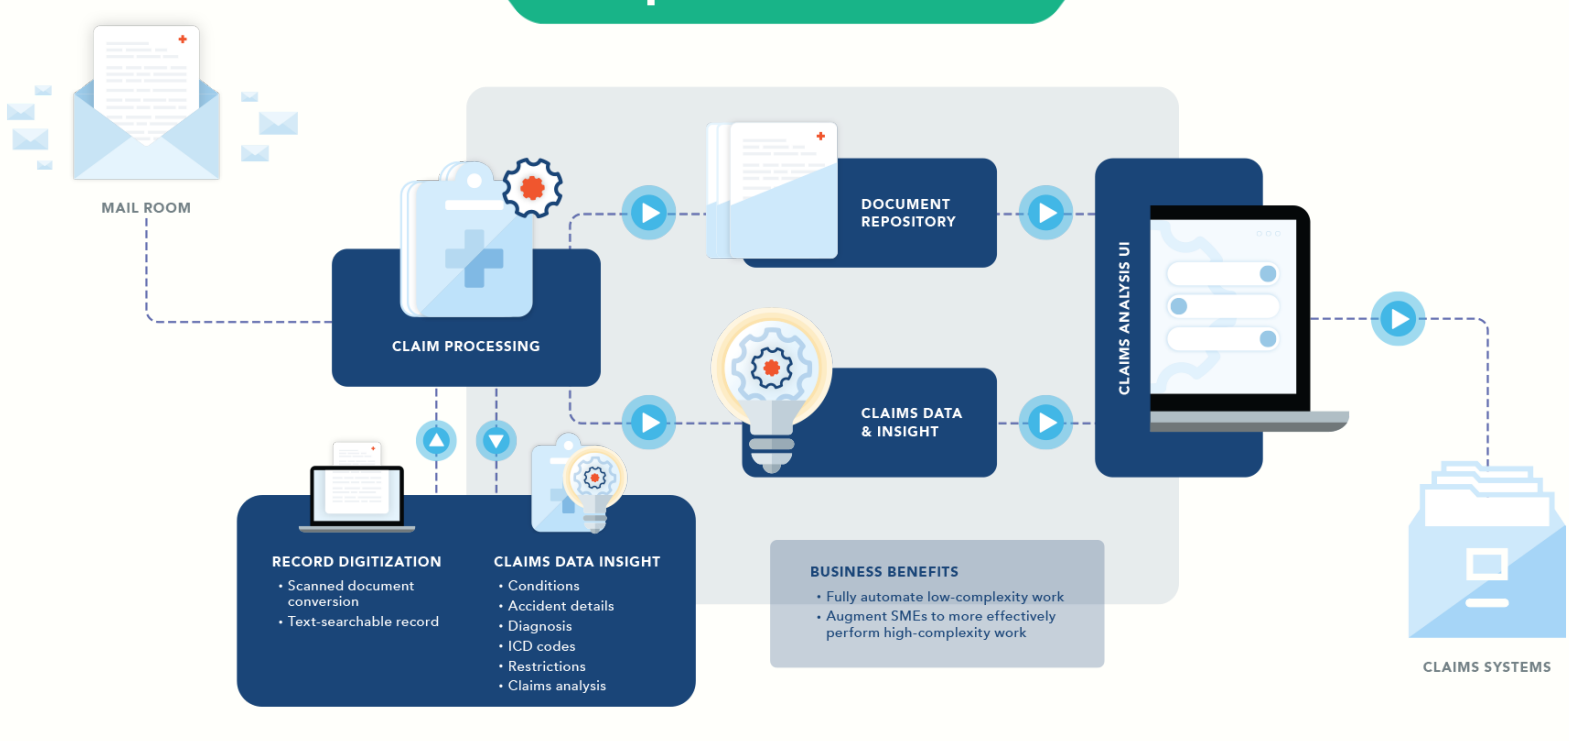 MAIL ROOM
CLAIM PROCESSING
DOCUMENT
REPOSITORY
CLAIMS DATA
& INSIGHT
CLAIMS ANALYSIS UI
RECORD DIGITIZATION
• Scanned document
conversion
• Text-searchable record
CLAIMS DATA INSIGHT
• Conditions
• Accident details
• Diagnosis
• ICD codes
• Restrictions
• Claims analysis
BUSINESS BENEFITS
• Fully automate low-complexity work
• Augment SMEs to more effectively
perform high-complexity work
CLAIMS SYSTEMS